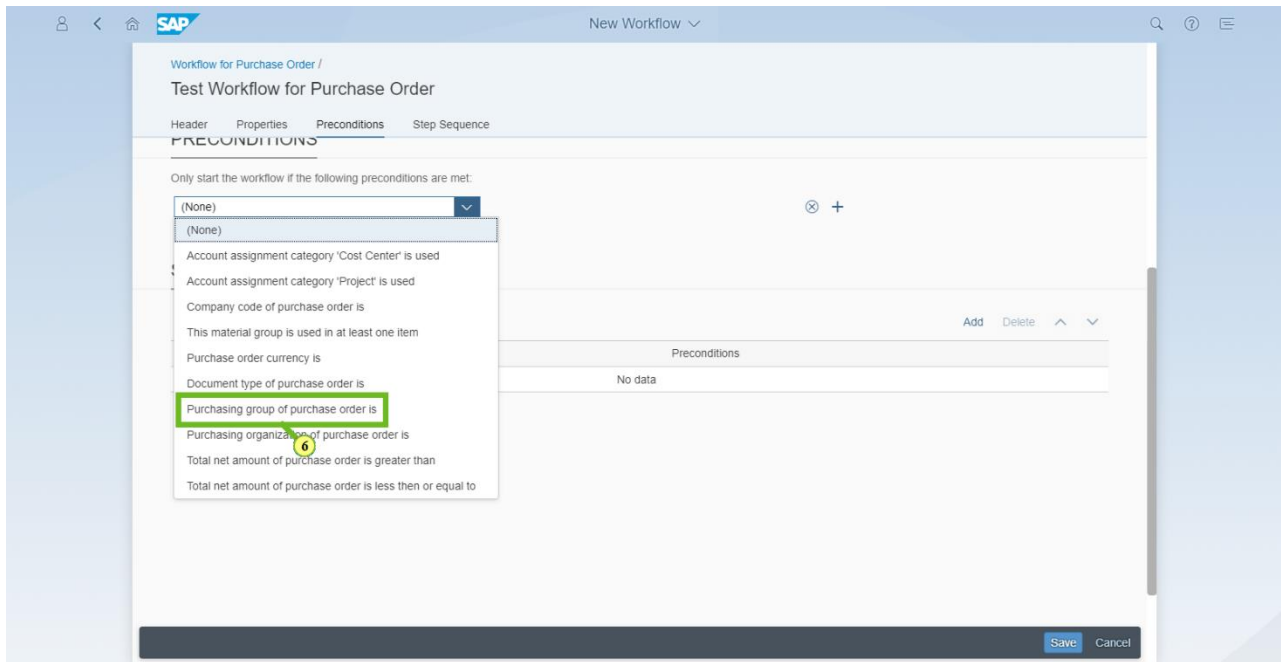 SAP
New Workflow
Workflow for Purchase Order /
Test Workflow for Purchase Order
Header Properties Preconditions Step Sequence
PRECONDITIONS
Only start the workflow if the following preconditions are met:
(None)
(None)
Account assignment category 'Cost Center' is used
Account assignment category 'Project' is used
Company code of purchase order is
This material group is used in at least one item
Add Delete
Purchase order currency is
Preconditions
Document type of purchase order is
No data
Purchasing group of purchase order is
Purchasing organization of purchase order is
6
Total net amount of purchase order is greater than
Total net amount of purchase order is less then or equal to
Save Cancel